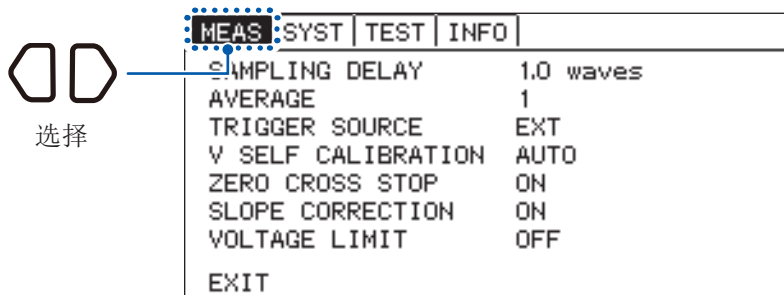 MEAS SYST TEST INFO
选择
SAMPLING DELAY 1.0 waves
AVERAGE 1
TRIGGER SOURCE EXT
V SELF CALIBRATION AUTO
ZERO CROSS STOP ON
SLOPE CORRECTION ON
VOLTAGE LIMIT OFF
EXIT